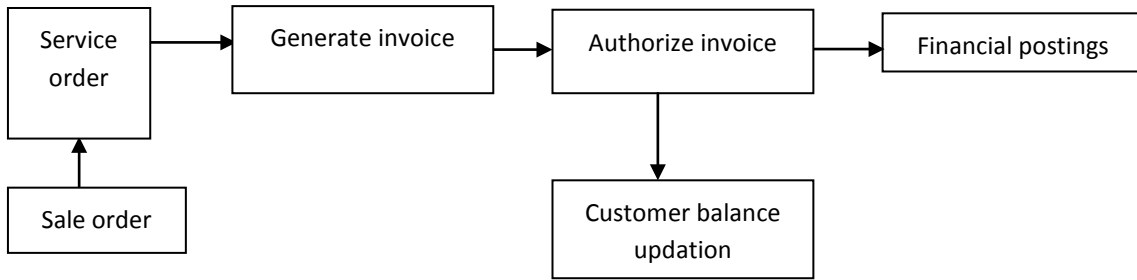 Service
order
Generate invoice
Authorize invoice
Financial postings
Sale order
Customer balance
updation